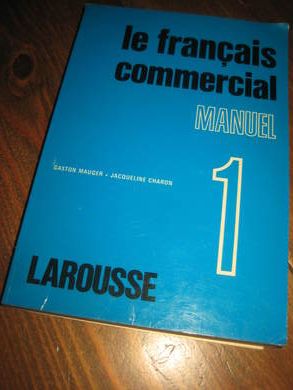 le français
commercial
MANUEL
1
GASTON MAUGER • JACQUELINE CHARON
LAROUSSE